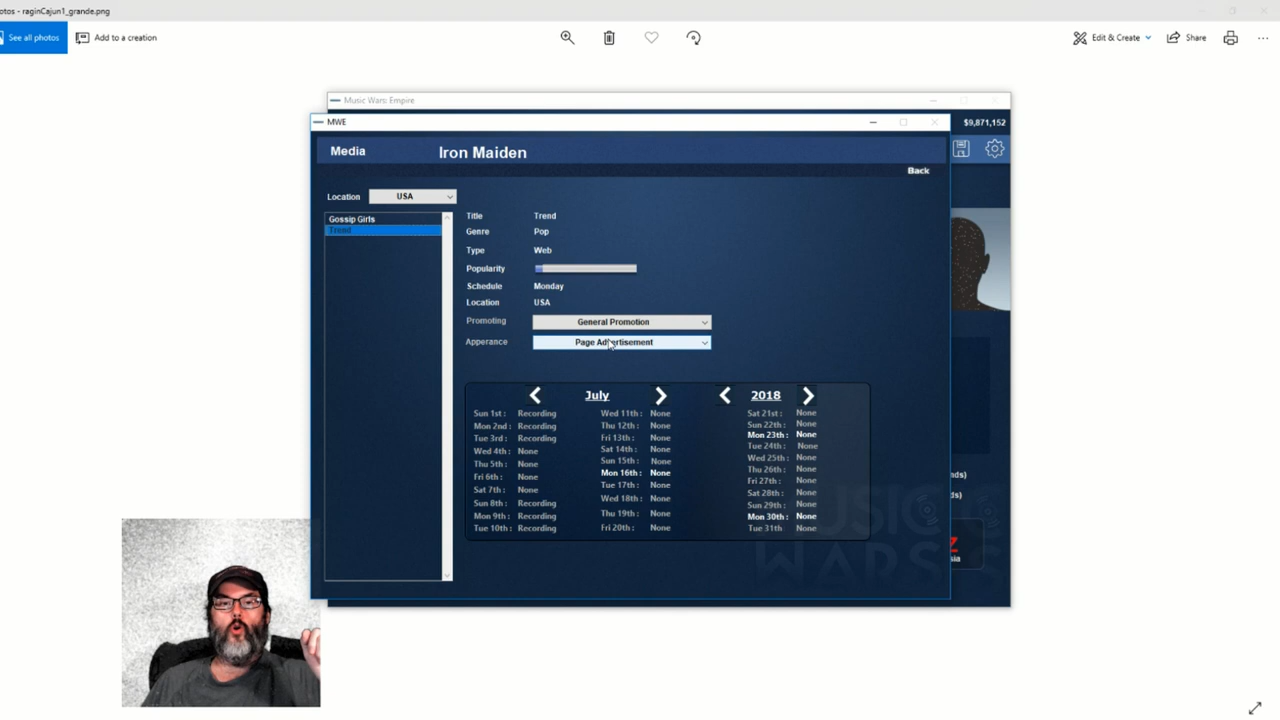 otos - raginCajun1_grande.png
See all photos
Add to a creation
Edit & Create
Share
Music Wars: Empire
MWE
$9,871,152
Media
Iron Maiden
Back
Location USA
Gossip Girls
Trend
Title Trend
Genre Pop
Type Web
Popularity
Schedule Monday
Location USA
Promoting General Promotion
Apperance Page Advertisement
July 2018
Sun 1st : Recording Wed 11th : None Sat 21st : None
Mon 2nd : Recording Thu 12th : None Sun 22th : None
Tue 3rd : Recording Fri 13th : None Mon 23th : None
Wed 4th : None Sat 14th : None Tue 24th : None
Thu 5th : None Sun 15th : None Wed 25th : None
Fri 6th : None Mon 16th : None Thu 26th : None
Sat 7th : None Tue 17th : None Fri 27th : None
Sun 8th : Recording Wed 18th : None Sat 28th : None
Mon 9th : Recording Thu 19th : None Sun 29th : None
Tue 10th : Recording Fri 20th : None Mon 30th : None
Tue 31th None
nds)
s)
Z
kia
MUSIC
WARS